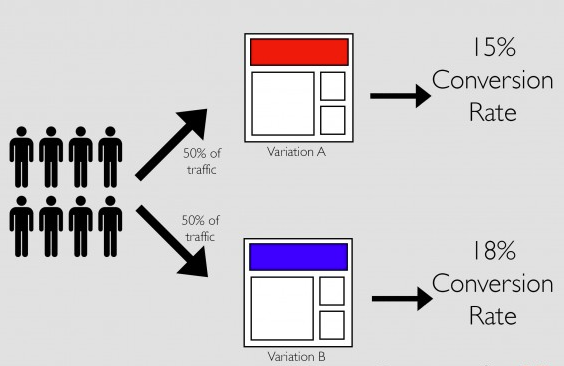 15%
Conversion
Rate
50% of
traffic
Variation A
50% of
traffic
18%
Conversion
Rate
Variation B